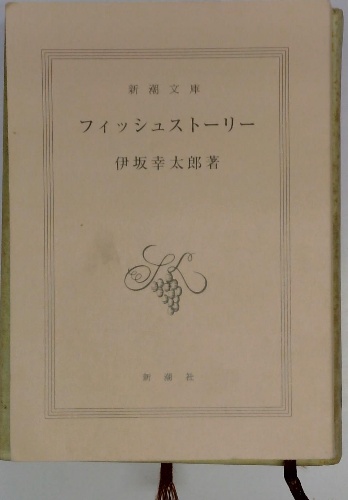 新潮文庫
フィッシュストーリー
伊坂幸太郎著
新潮社